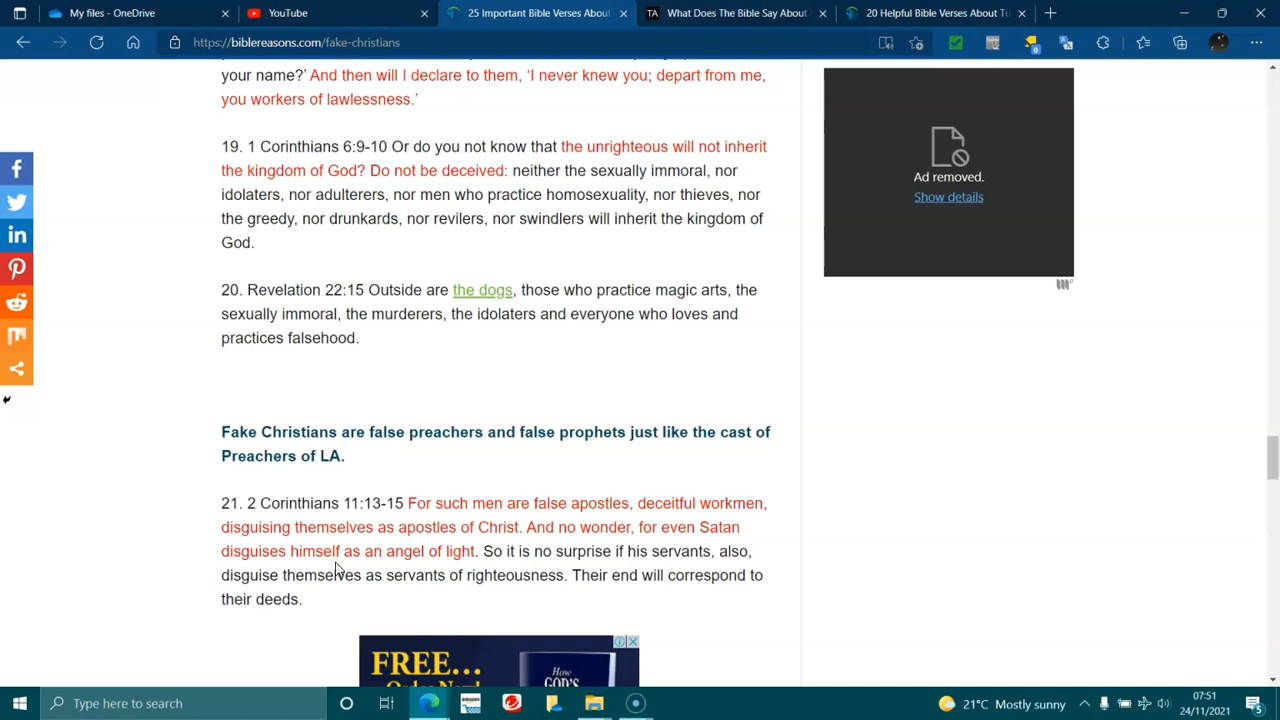 My files - OneDrive
YouTube
25 Important Bible Verses About
TA What Does The Bible Say About
20 Helpful Bible Verses About Tu
https://biblereasons.com/fake-christians
your name?’ And then will I declare to them, ‘I never knew you; depart from me,
you workers of lawlessness.’
19. 1 Corinthians 6:9-10 Or do you not know that the unrighteous will not inherit
the kingdom of God? Do not be deceived: neither the sexually immoral, nor
idolaters, nor adulterers, nor men who practice homosexuality, nor thieves, nor
the greedy, nor drunkards, nor revilers, nor swindlers will inherit the kingdom of
God.
Ad removed.
Show details
20. Revelation 22:15 Outside are the dogs, those who practice magic arts, the
sexually immoral, the murderers, the idolaters and everyone who loves and
practices falsehood.
Fake Christians are false preachers and false prophets just like the cast of
Preachers of LA.
21. 2 Corinthians 11:13-15 For such men are false apostles, deceitful workmen,
disguising themselves as apostles of Christ. And no wonder, for even Satan
disguises himself as an angel of light. So it is no surprise if his servants, also,
disguise themselves as servants of righteousness. Their end will correspond to
their deeds.
FREE...
How
GOD'S
Type here to search
amazon
21°C Mostly sunny
07:51
24/11/2021
5